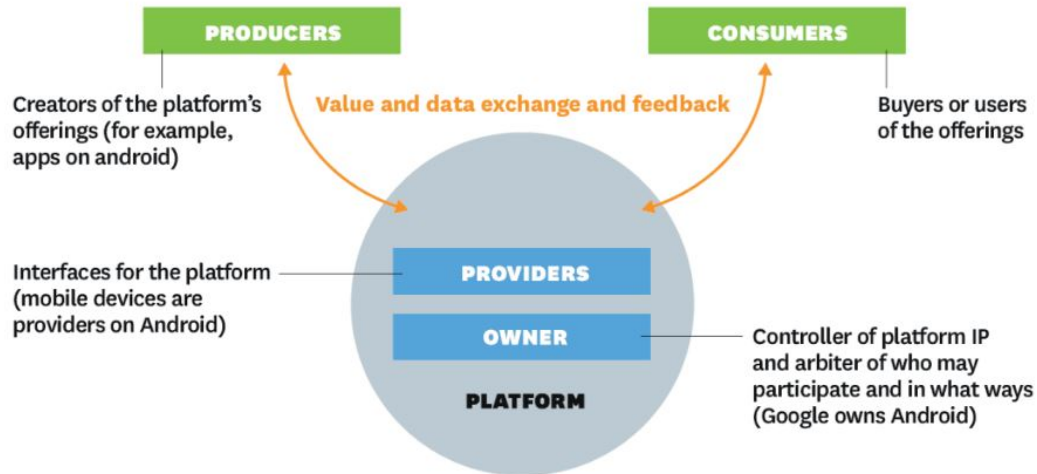 PRODUCERS
CONSUMERS
Creators of the platform's
offerings (for example,
apps on android)
Value and data exchange and feedback
Buyers or users
of the offerings
Interfaces for the platform
(mobile devices are
providers on Android)
PROVIDERS
OWNER
PLATFORM
Controller of platform IP
and arbiter of who may
participate and in what ways
(Google owns Android)